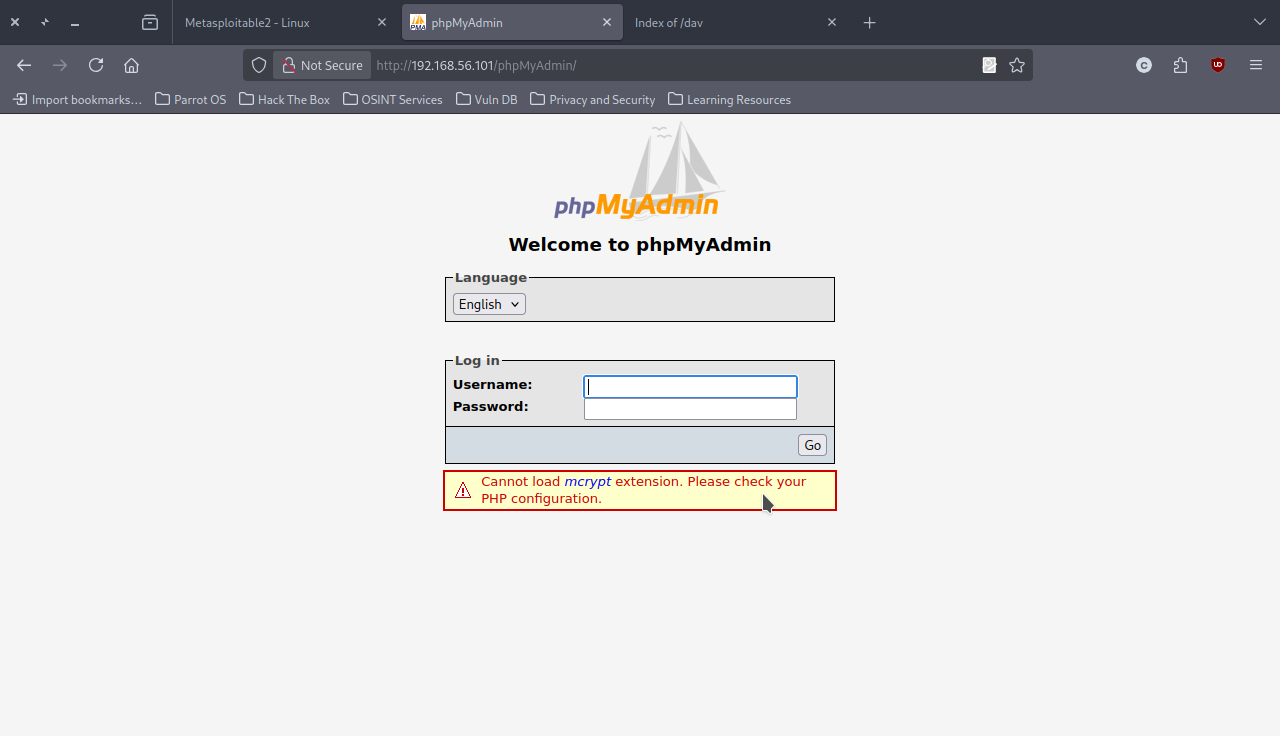 Metasploitable2 - Linux
phpMyAdmin
Index of /dav
Not Secure
http://192.168.56.101/phpMyAdmin/
C
Import bookmarks...
Parrot OS
Hack The Box
OSINT Services
Vuln DB
Privacy and Security
Learning Resources
phpMyAdmin
Welcome to phpMyAdmin
Language
English
Log in
Username:
Password:
Go
Cannot load mcrypt extension. Please check your
PHP configuration.